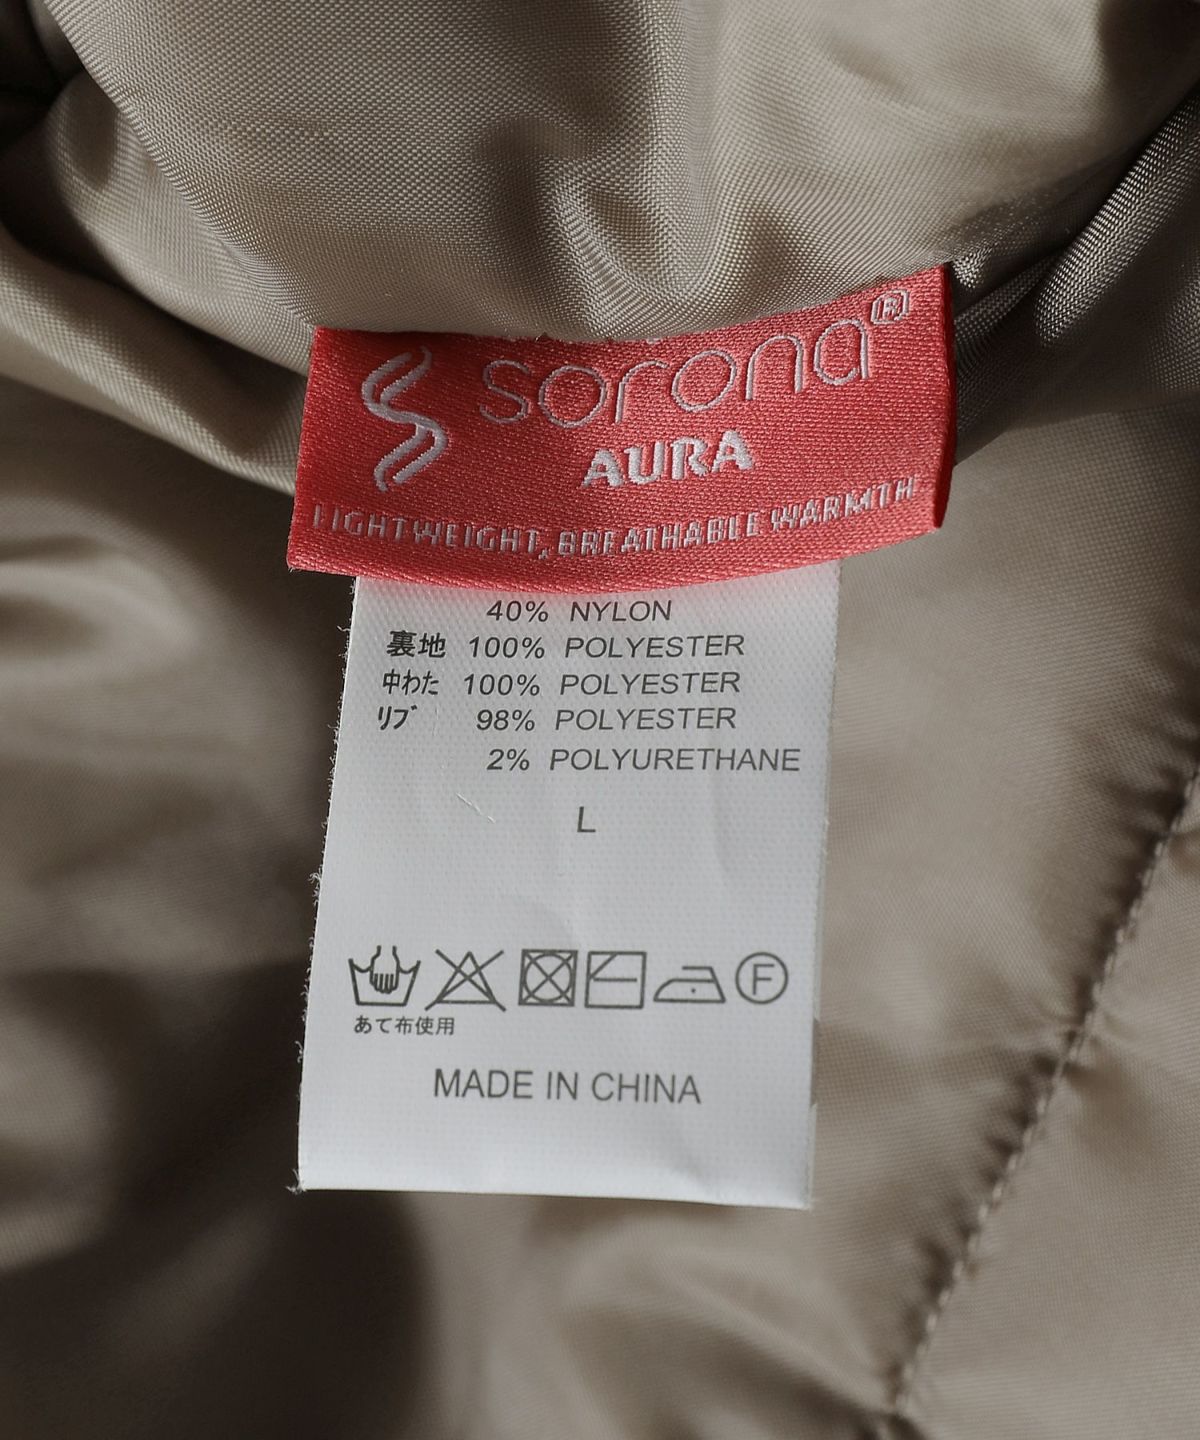 sorona®
AURA
LIGHTWEIGHT, BREATHABLE WARMTH
40% NYLON
裏地 100% POLYESTER
中わた 100% POLYESTER
リブ 98% POLYESTER
2% POLYURETHANE
L
F
あて布使用
MADE IN CHINA